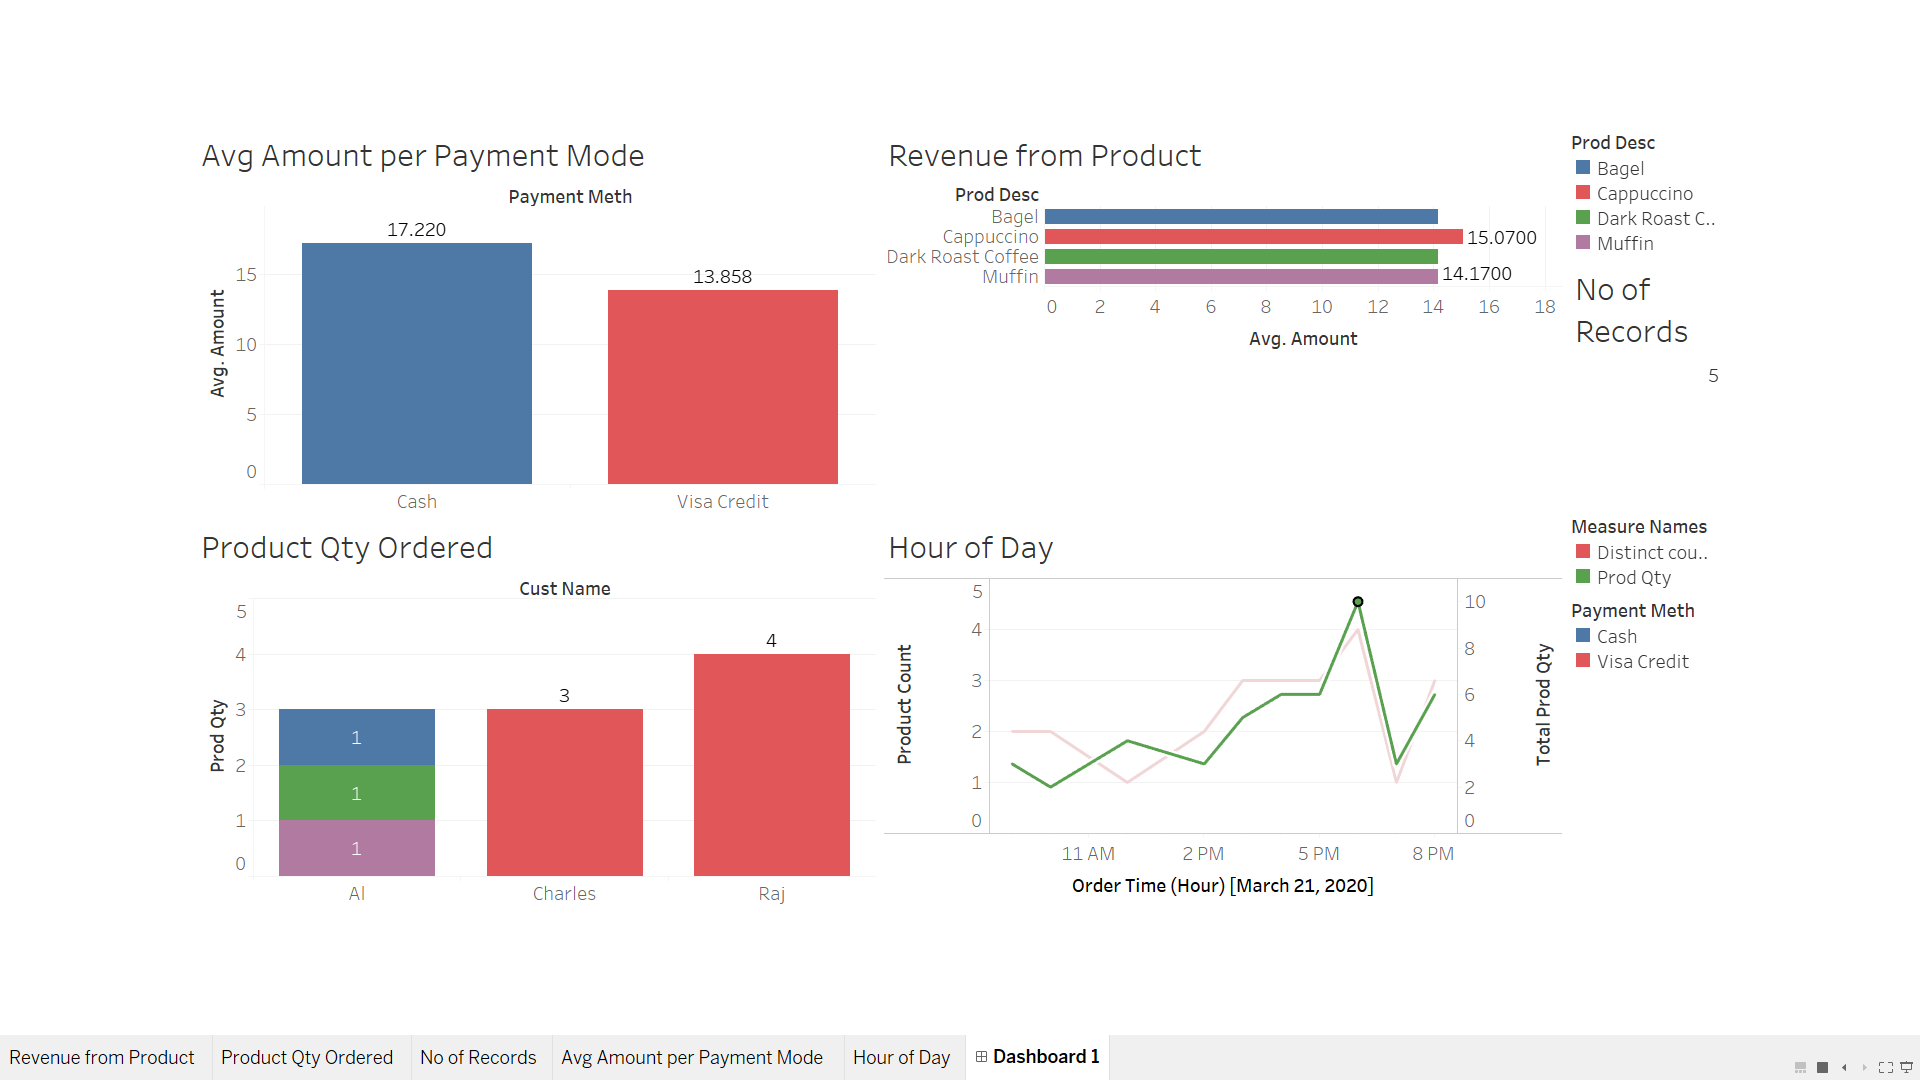 Avg Amount per Payment Mode
Payment Meth
17.220
13.858
15
10
5
0
Avg. Amount
Cash
Visa Credit
Revenue from Product
Prod Desc
Bagel
Cappuccino
Dark Roast Coffee
Muffin
15.0700
14.1700
0 2 4 6 8 10 12 14 16 18
Avg. Amount
Prod Desc
Bagel
Cappuccino
Dark Roast C..
Muffin
No of
Records
5
Product Qty Ordered
Cust Name
5
4
3
2
1
0
Prod Qty
1
1
1
3
4
Al
Charles
Raj
Hour of Day
5
4
3
2
1
0
Product Count
10
8
6
4
2
0
Total Prod Qty
11 AM 2 PM 5 PM 8 PM
Order Time (Hour) [March 21, 2020]
Measure Names
Distinct cou..
Prod Qty
Payment Meth
Cash
Visa Credit
Revenue from Product
Product Qty Ordered
No of Records
Avg Amount per Payment Mode
Hour of Day
Dashboard 1